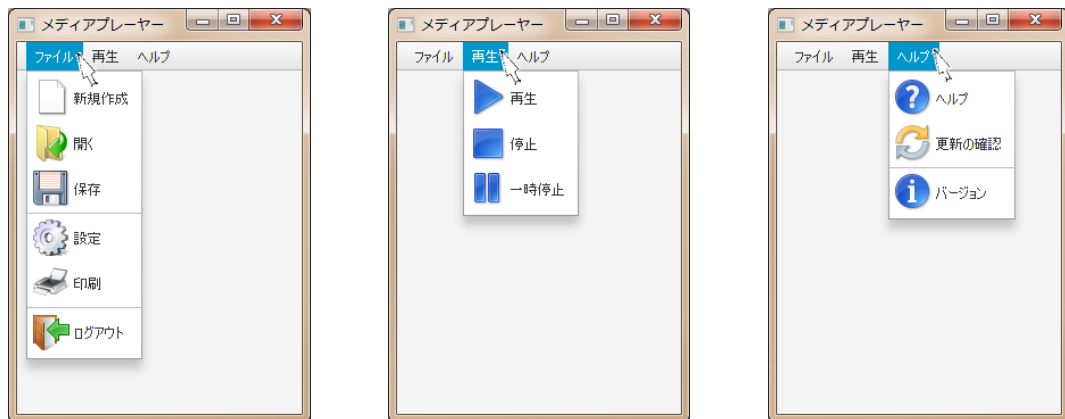 メディアプレーヤー
ファイル 再生 ヘルプ
新規作成
開く
保存
設定
印刷
ログアウト
メディアプレーヤー
ファイル 再生 ヘルプ
再生
停止
一時停止
メディアプレーヤー
ファイル 再生 ヘルプ
ヘルプ
更新の確認
バージョン